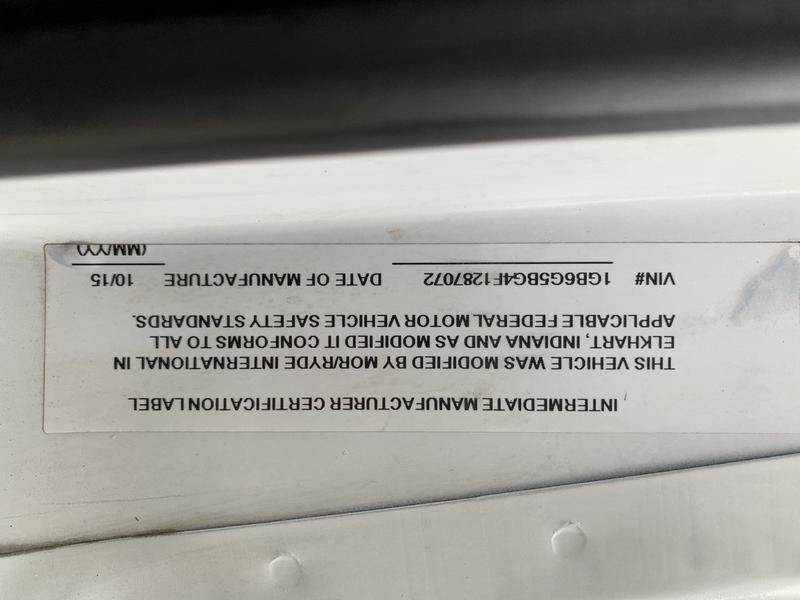 INTERMEDIATE MANUFACTURER CERTIFICATION LABEL
THIS VEHICLE WAS MODIFIED BY MOR/RYDE INTERNATIONAL IN
ELKHART, INDIANA AND AS MODIFIED IT CONFORMS TO ALL
APPLICABLE FEDERAL MOTOR VEHICLE SAFETY STANDARDS.
VIN# 1GB6G5BG4F1287072 DATE OF MANUFACTURE 10/15
(MM/YY)